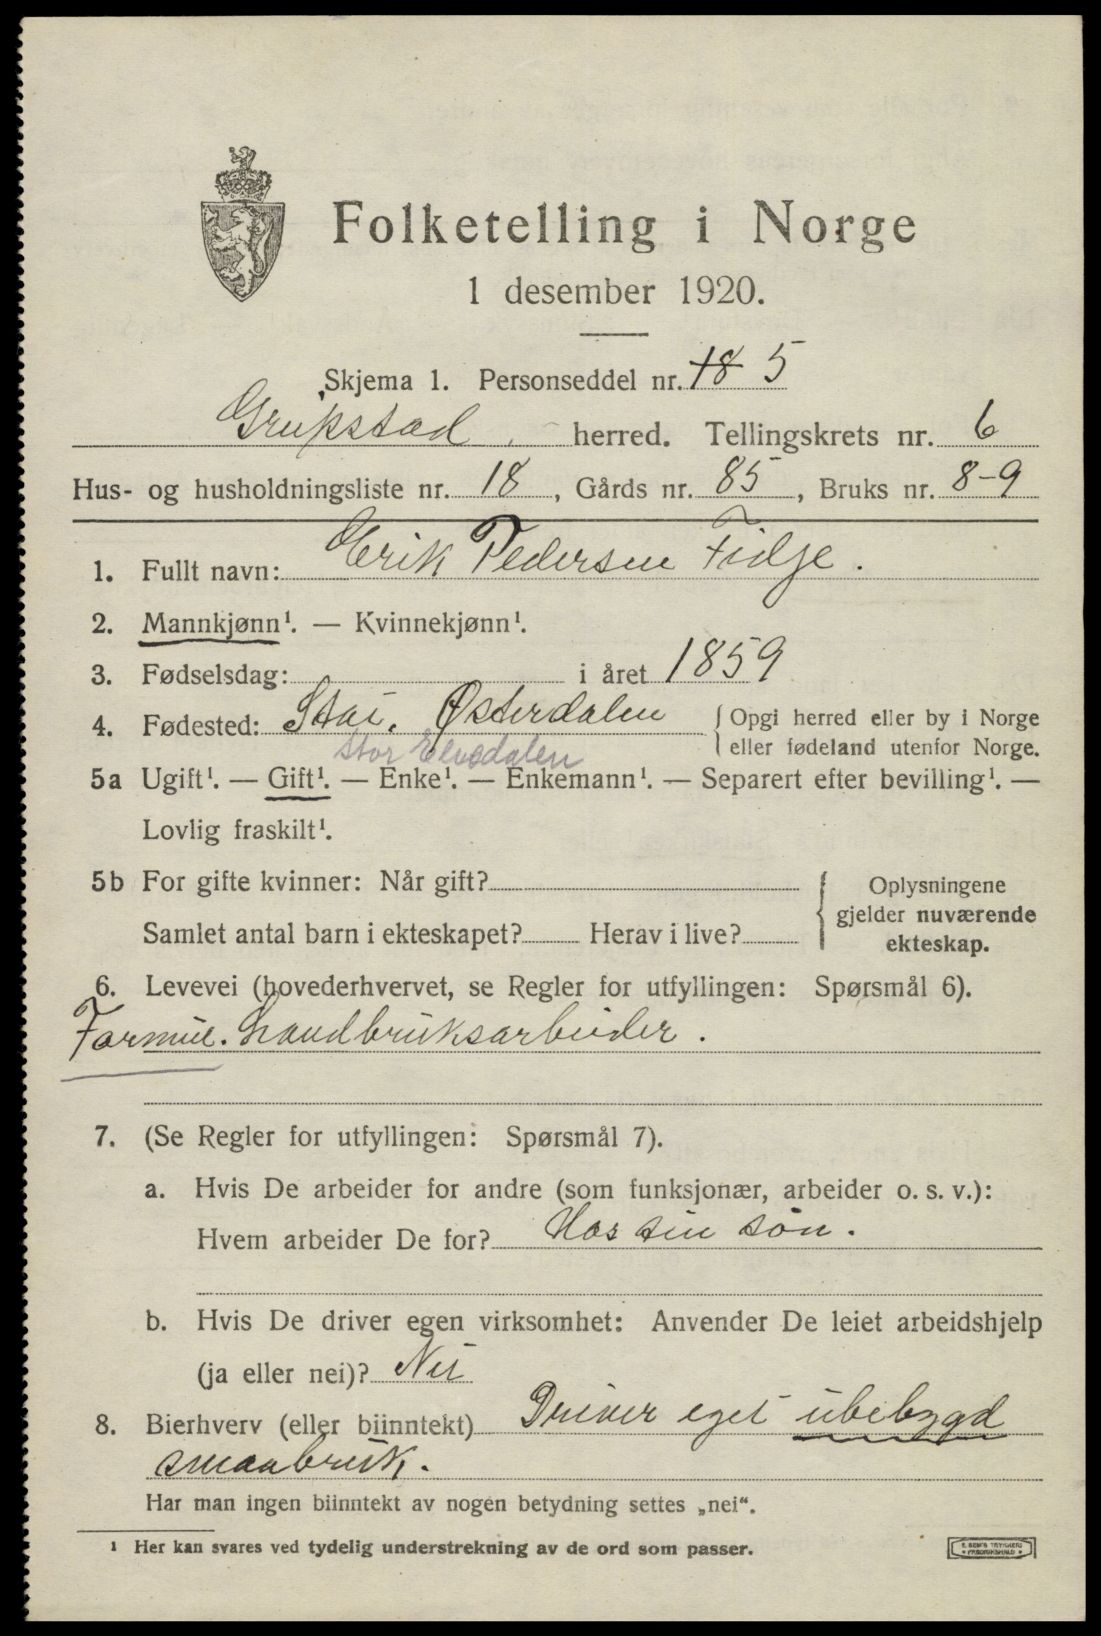 Folketelling i Norge
1 desember 1920.
Skjema 1. Personseddel nr. 18 5
herred. Tellingskrets nr. 6
Hus- og husholdningsliste nr. 18, Gårds nr. 85, Bruks nr. 8-9
1. Fullt navn: Erik Pedersen Fidje.
2. Mannkjønn¹. — Kvinnekjønn¹.
3. Fødselsdag: i året 1859
4. Fødested: Stai. Østerdalen { Opgi herred eller by i Norge
eller fødeland utenfor Norge.
Stor Elvedalen
5a Ugift¹. — Gift¹. — Enke¹. — Enkemann¹. — Separert efter bevilling¹. —
Lovlig fraskilt¹.
5b For gifte kvinner: Når gift? { Oplysningene
gjelder nuværende
Samlet antal barn i ekteskapet? Herav i live?
ekteskap.
6. Levevei (hovederhvervet, se Regler for utfyllingen: Spørsmål 6).
Landbruksarbeider.
7. (Se Regler for utfyllingen: Spørsmål 7).
a. Hvis De arbeider for andre (som funksjonær, arbeider o. s. v.):
Hvem arbeider De for? Hos sin søn.
b. Hvis De driver egen virksomhet: Anvender De leiet arbeidshjelp
(ja eller nei)? Nei
8. Bierhverv (eller biinntekt) Driver eget ubebygd
smaabruk.
Har man ingen biinntekt av nogen betydning settes „nei“.
¹ Her kan svares ved tydelig understrekning av de ord som passer.
E. SEM'S TRYKKERI
FREDRIKSHALD